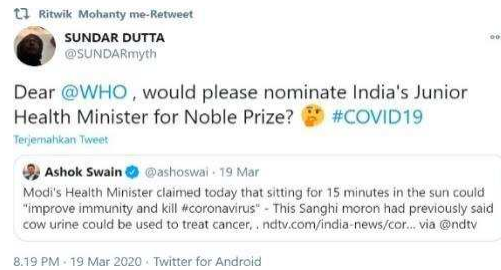 Ritwik Mohanty me-Retweet
SUNDAR DUTTA
@SUNDARmyth
Dear @WHO , would please nominate India's Junior
Health Minister for Noble Prize? 🤔 #COVID19
Terjemahkan Tweet
Ashok Swain @ashoswai · 19 Mar
Modi's Health Minister claimed today that sitting for 15 minutes in the sun could
"improve immunity and kill #coronavirus" - This Sanghi moron had previously said
cow urine could be used to treat cancer, . ndtv.com/india-news/cor... via @ndtv
8.19 PM · 19 Mar 2020 · Twitter for Android